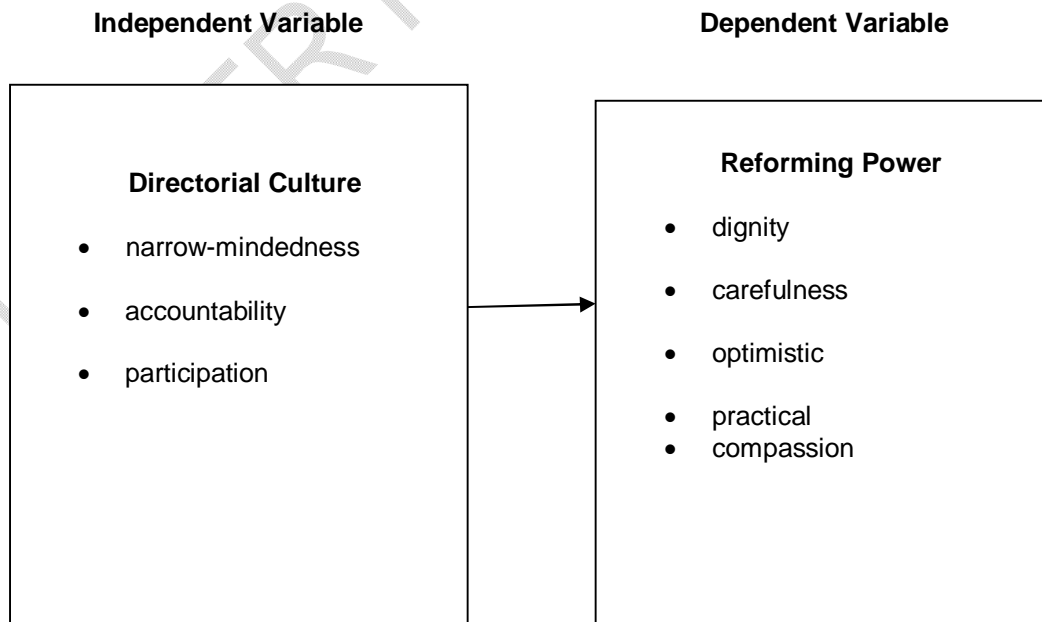 Independent Variable
Dependent Variable
Directorial Culture
• narrow-mindedness
• accountability
• participation
Reforming Power
• dignity
• carefulness
• optimistic
• practical
• compassion